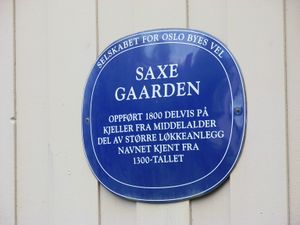 SELSKABET FOR OSLO BYES VEL
SAXE
GAARDEN
OPPFØRT 1800 DELVIS PÅ
KJELLER FRA MIDDELALDER
DEL AV STØRRE LØKKEANLEGG
NAVNET KJENT FRA
1300-TALLET